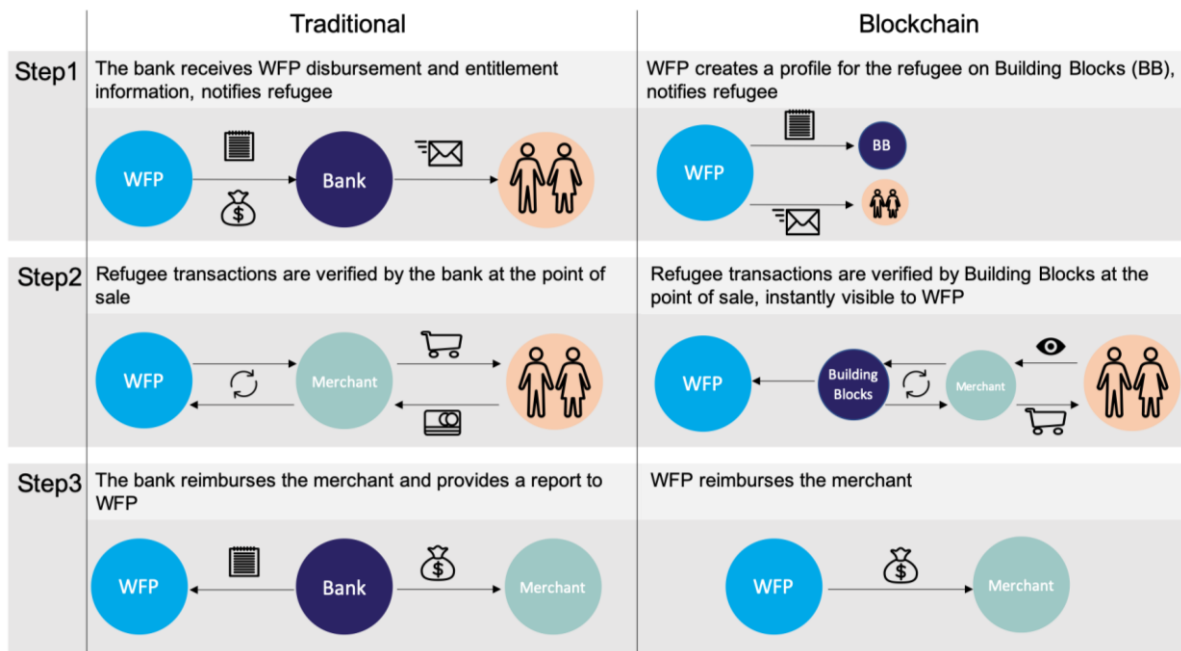 Traditional
Blockchain
Step1
The bank receives WFP disbursement and entitlement
information, notifies refugee
WFP creates a profile for the refugee on Building Blocks (BB),
notifies refugee
WFP
$
Bank
WFP
BB
Step2
Refugee transactions are verified by the bank at the point of
sale
Refugee transactions are verified by Building Blocks at the
point of sale, instantly visible to WFP
WFP
Merchant
WFP
Building
Blocks
Merchant
Step3
The bank reimburses the merchant and provides a report to
WFP
WFP reimburses the merchant
WFP
Bank
$
Merchant
WFP
$
Merchant